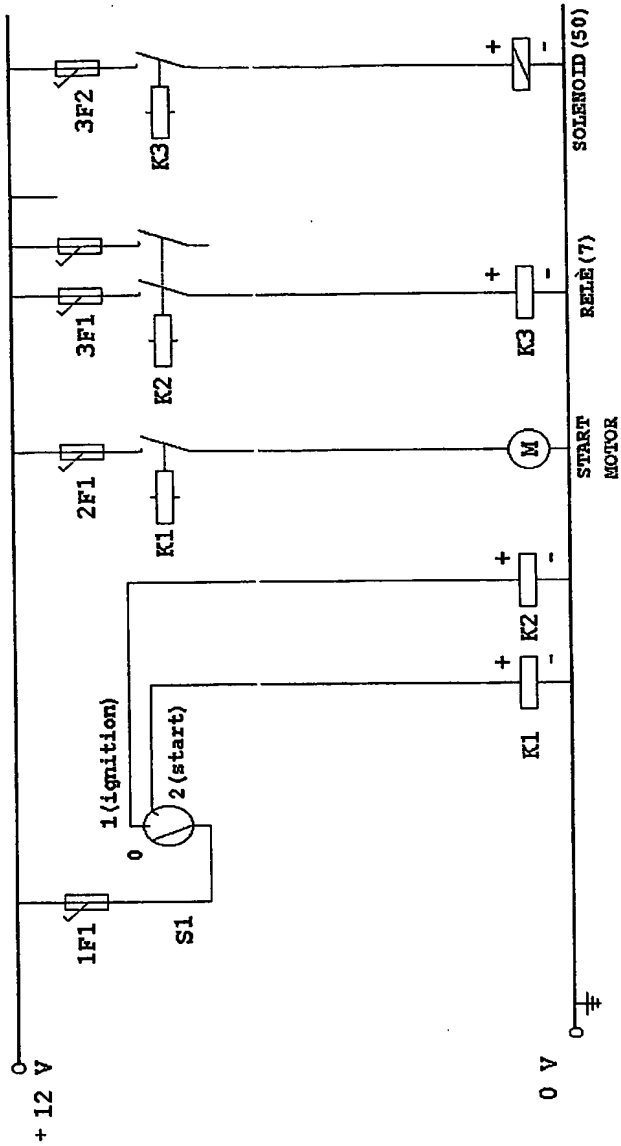 + 12 V
0 V
1F1
S1
0
1(ignition)
2(start)
K1
K2
2F1
K1
M
START
MOTOR
3F1
K2
K3
RELÈ(7)
3F2
K3
SOLENOID(50)
+
-
+
-
+
-
+
-